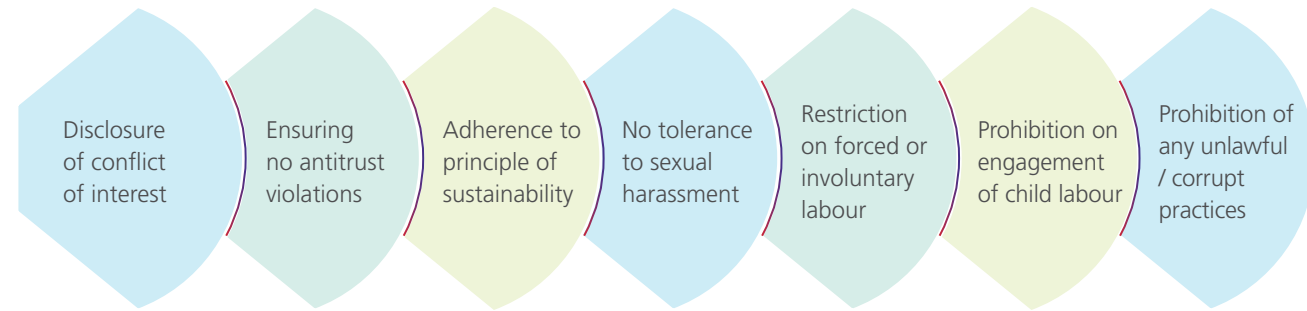 Disclosure
of conflict
of interest
Ensuring
no antitrust
violations
Adherence to
principle of
sustainability
No tolerance
to sexual
harassment
Restriction
on forced or
involuntary
labour
Prohibition on
engagement
of child labour
Prohibition of
any unlawful
/ corrupt
practices